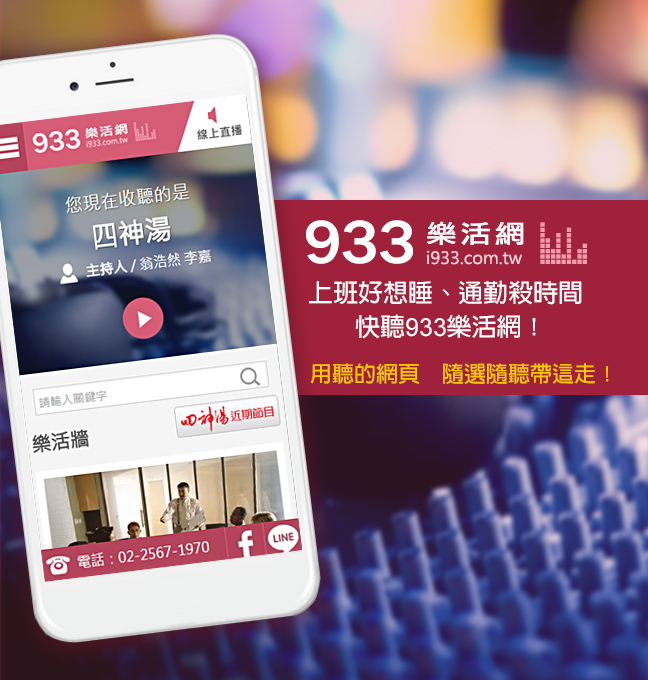 933 樂活網
i933.com.tw
線上直播
您現在收聽的是
四神湯
主持人 / 翁浩然 李嘉
請輸入關鍵字
四神湯 近期節目
樂活牆
電話：02-2567-1970
LINE
933 樂活網
i933.com.tw
上班好想睡、通勤殺時間
快聽933樂活網！
用聽的網頁　隨選隨聽帶這走！